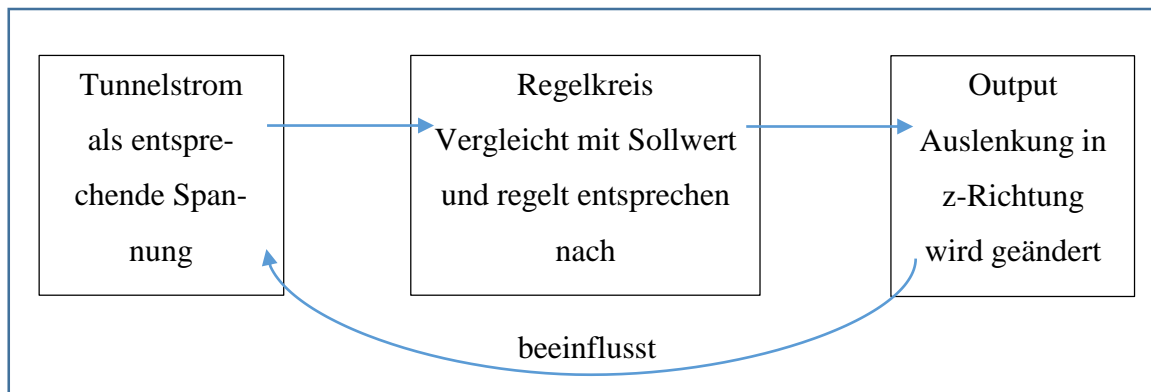 Tunnelstrom
als entspre-
chende Span-
nung
Regelkreis
Vergleicht mit Sollwert
und regelt entsprechen
nach
Output
Auslenkung in
z-Richtung
wird geändert
beeinflusst